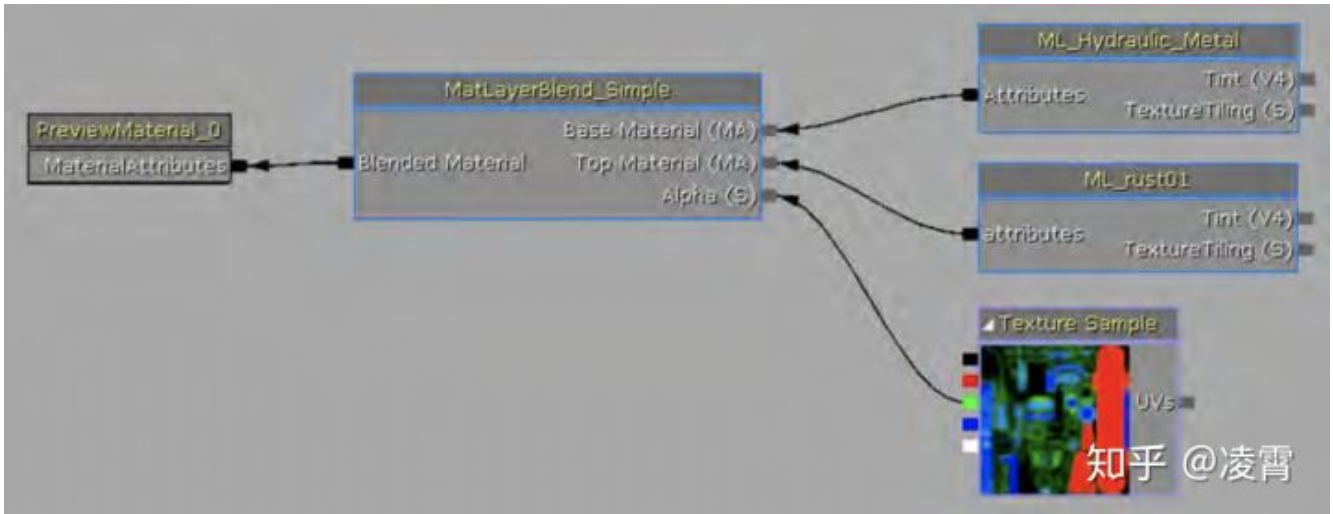 PreviewMaterial_0
MaterialAttributes
MatLayerBlend_Simple
Blended Material
Base Material (MA)
Top Material (MA)
Alpha (S)
ML_Hydraulic_Metal
Attributes
Tint (V4)
TextureTiling (S)
ML_rust01
attributes
Tint (V4)
TextureTiling (S)
Texture Sample
UVs
知乎 @凌霄